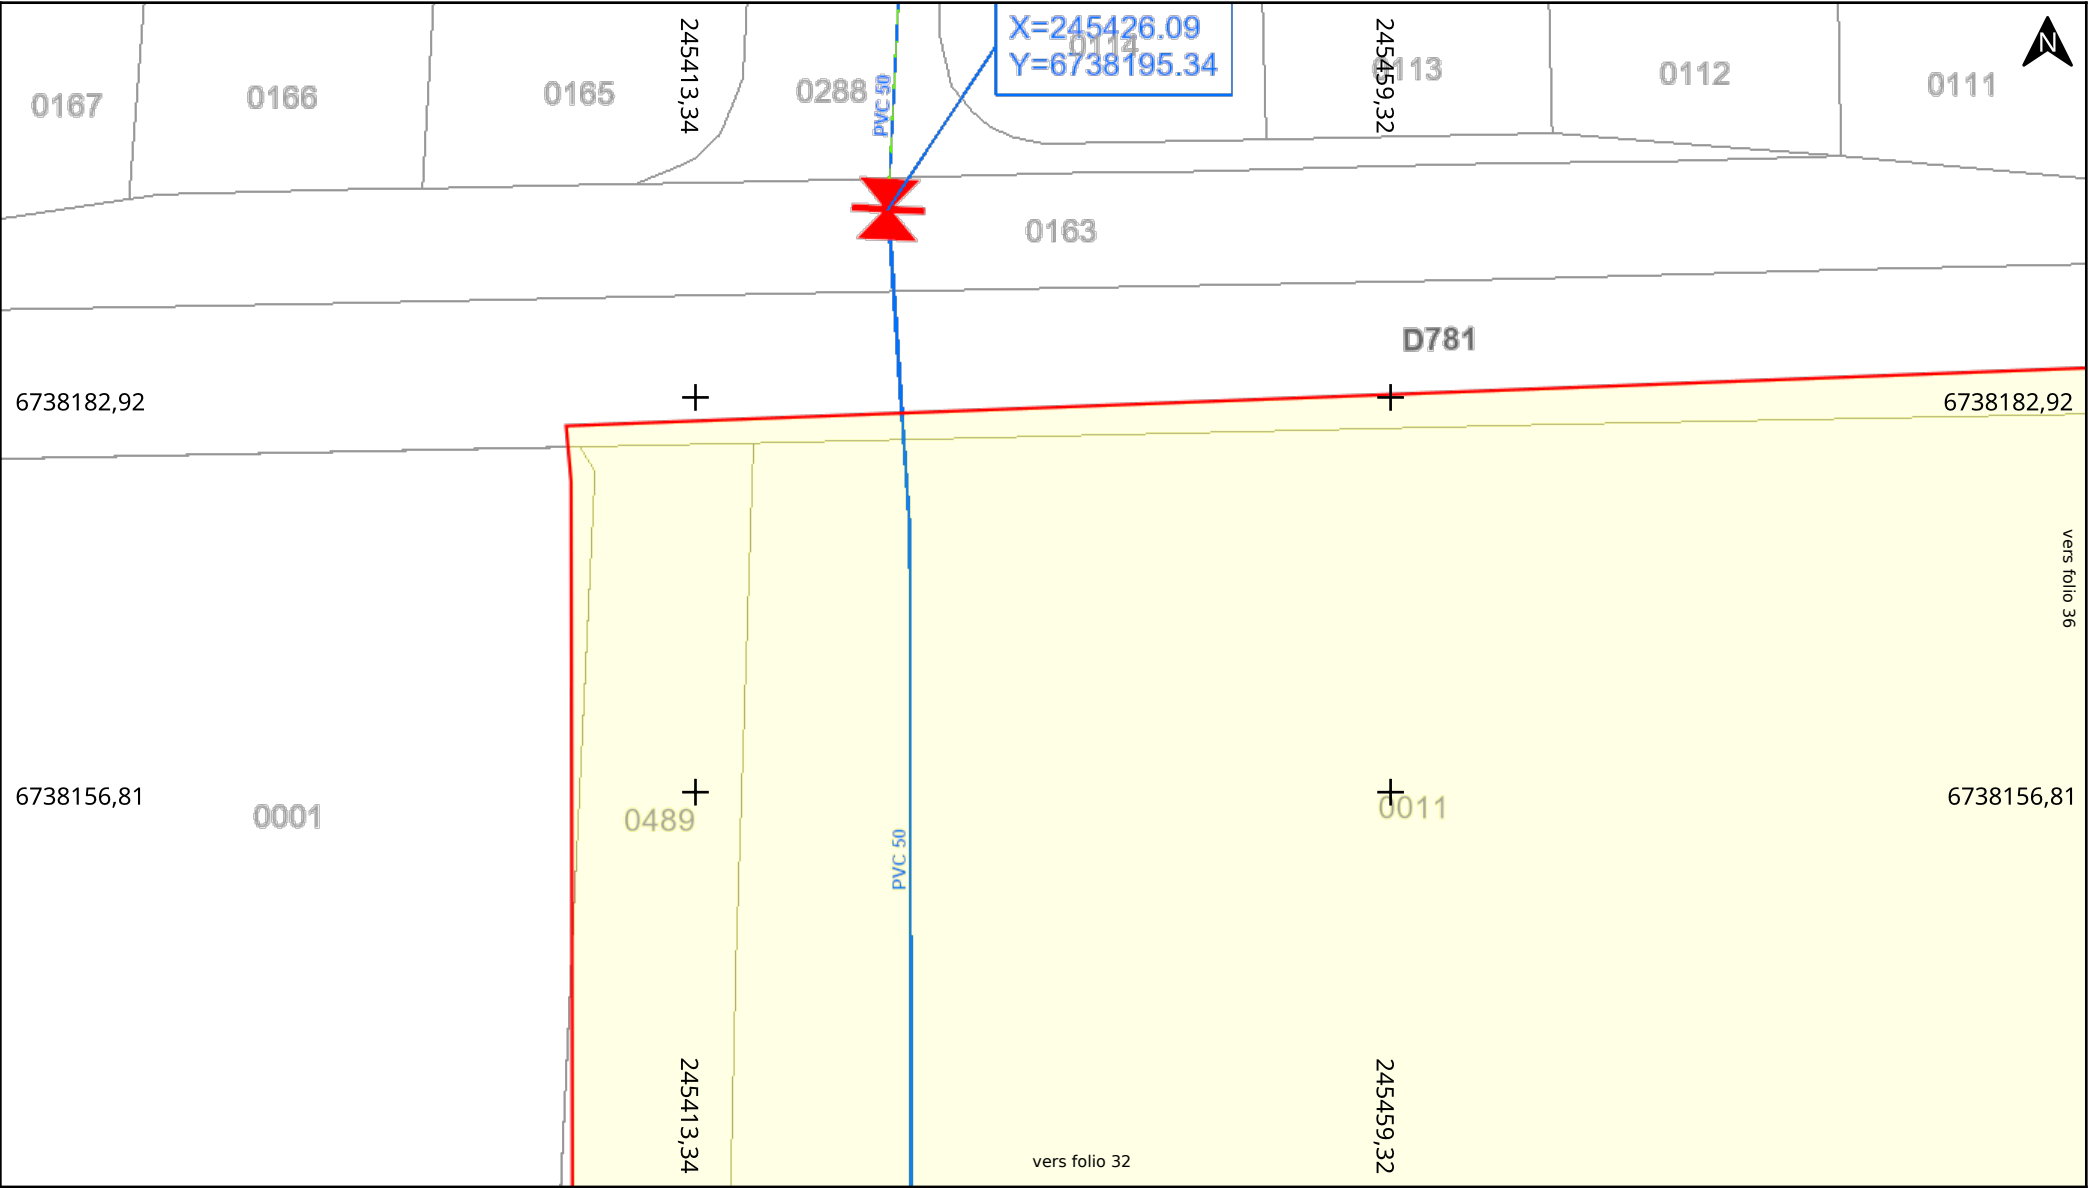 X=245426.09
Y=6738195.34
N
0167
0166
0165
0288
0114
0113
0112
0111
245413,34
245459,32
PVC 50
0163
D781
6738182,92
6738182,92
vers folio 36
6738156,81
6738156,81
0001
0489
0011
PVC 50
245413,34
245459,32
vers folio 32